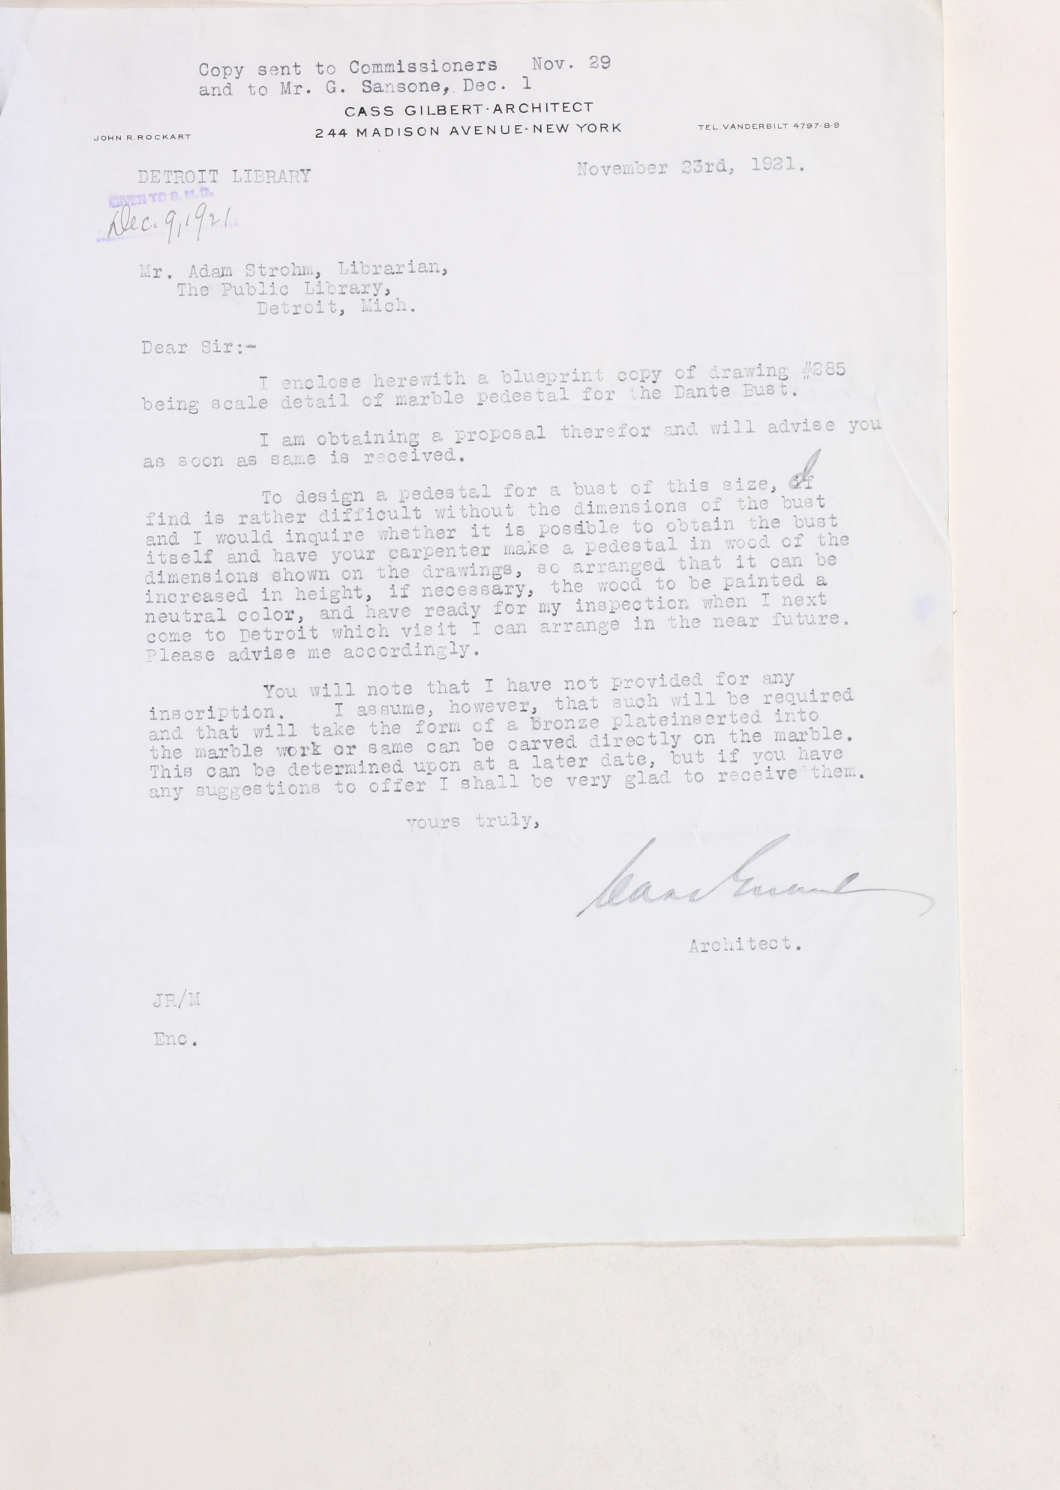 Copy sent to Commissioners Nov. 29
and to Mr. G. Sansone, Dec. 1
CASS GILBERT·ARCHITECT
244 MADISON AVENUE·NEW YORK
JOHN R. ROCKART
TEL. VANDERBILT 4797-8-9
DETROIT LIBRARY
November 23rd, 1921.
GIVEN TO B. M. O.
Dec. 9, 1921
Mr. Adam Strohm, Librarian,
The Public Library,
Detroit, Mich.
Dear Sir:-
I enclose herewith a blueprint copy of drawing #285
being scale detail of marble pedestal for the Dante Bust.
I am obtaining a proposal therefor and will advise you
as soon as same is received.
To design a pedestal for a bust of this size, I
find is rather difficult without the dimensions of the bust
and I would inquire whether it is possible to obtain the bust
itself and have your carpenter make a pedestal in wood of the
dimensions shown on the drawings, so arranged that it can be
increased in height, if necessary, the wood to be painted a
neutral color, and have ready for my inspection when I next
come to Detroit which visit I can arrange in the near future.
Please advise me accordingly.
You will note that I have not provided for any
inscription. I assume, however, that such will be required
and that will take the form of a bronze plateinserted into
the marble work or same can be carved directly on the marble.
This can be determined upon at a later date, but if you have
any suggestions to offer I shall be very glad to receive them.
Yours truly,
Cass Gilbert
Architect.
JR/M
Enc.